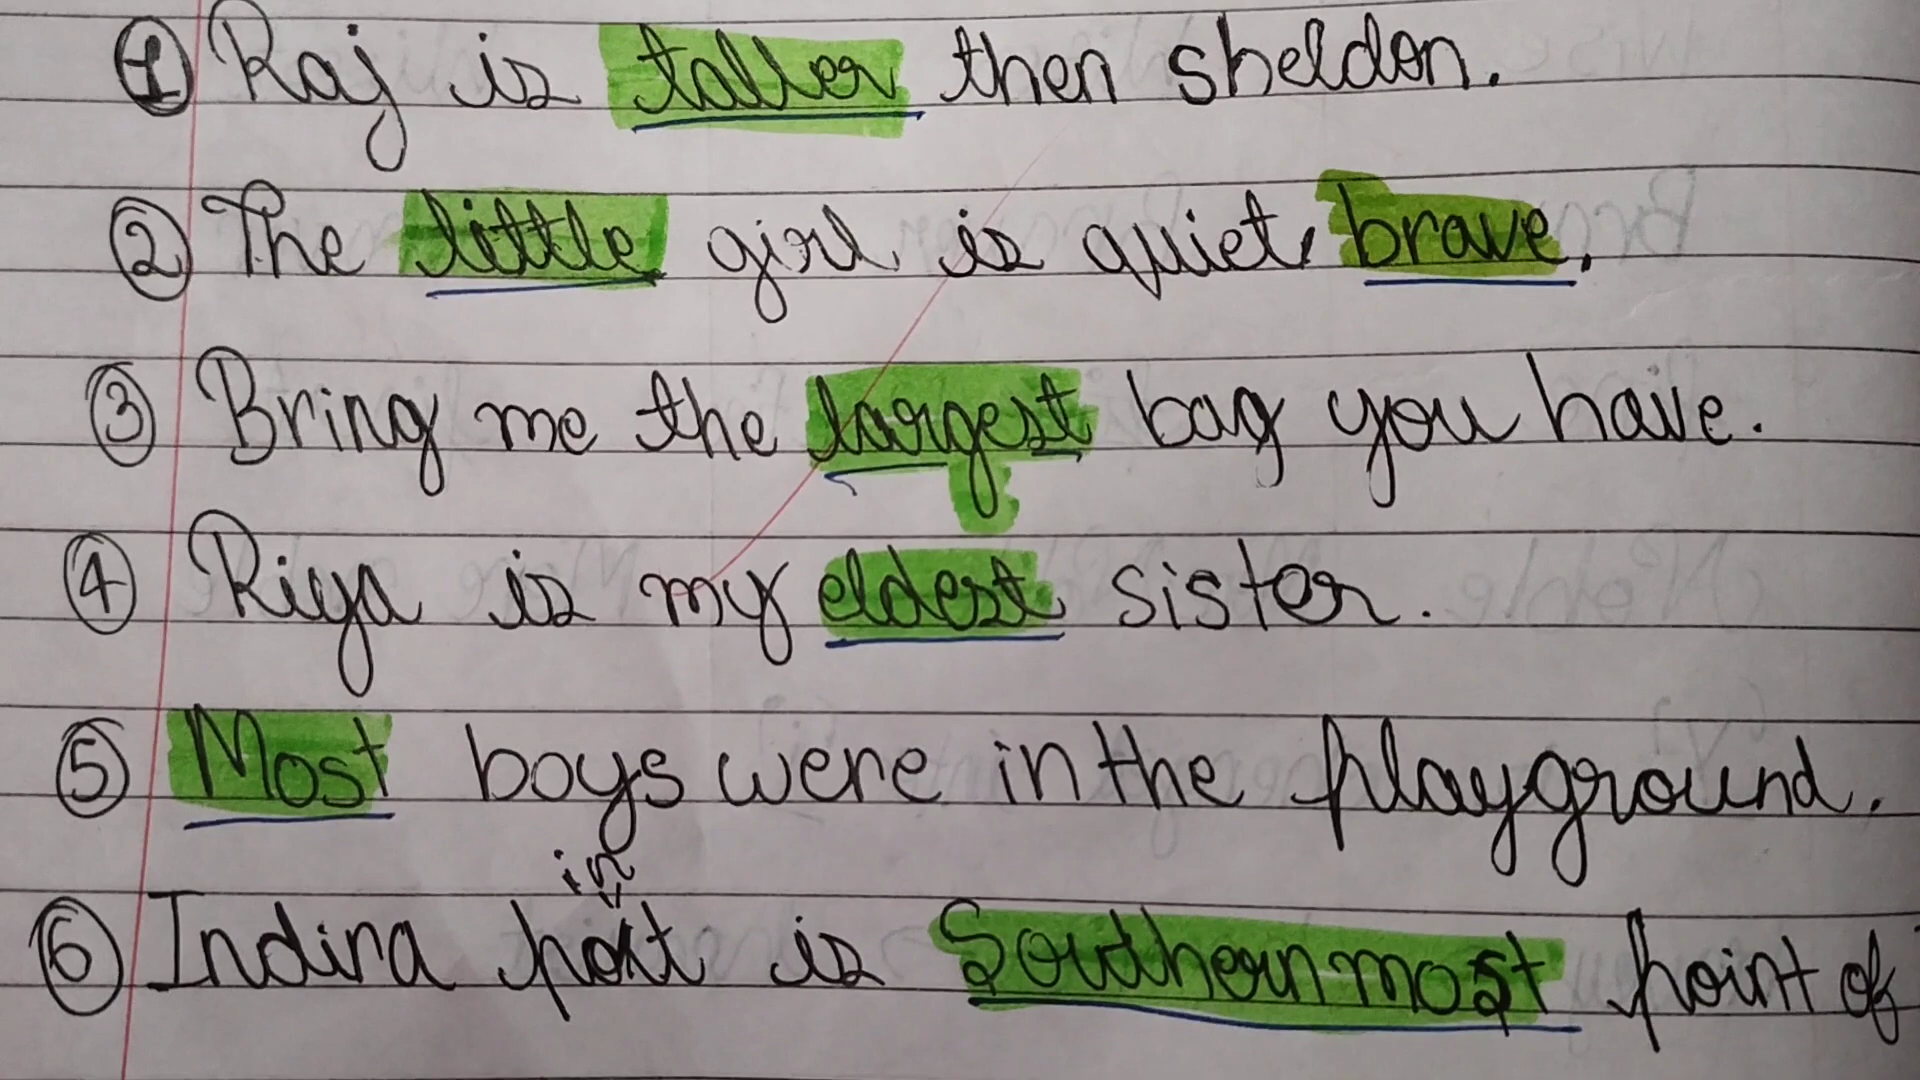 1 Raj is taller then sheldon.
2 The little girl is quiet brave.
3 Bring me the largest bag you have.
4 Riya is my eldest sister.
5 Most boys were in the playground.
in
6 Indira point is Southern most point of